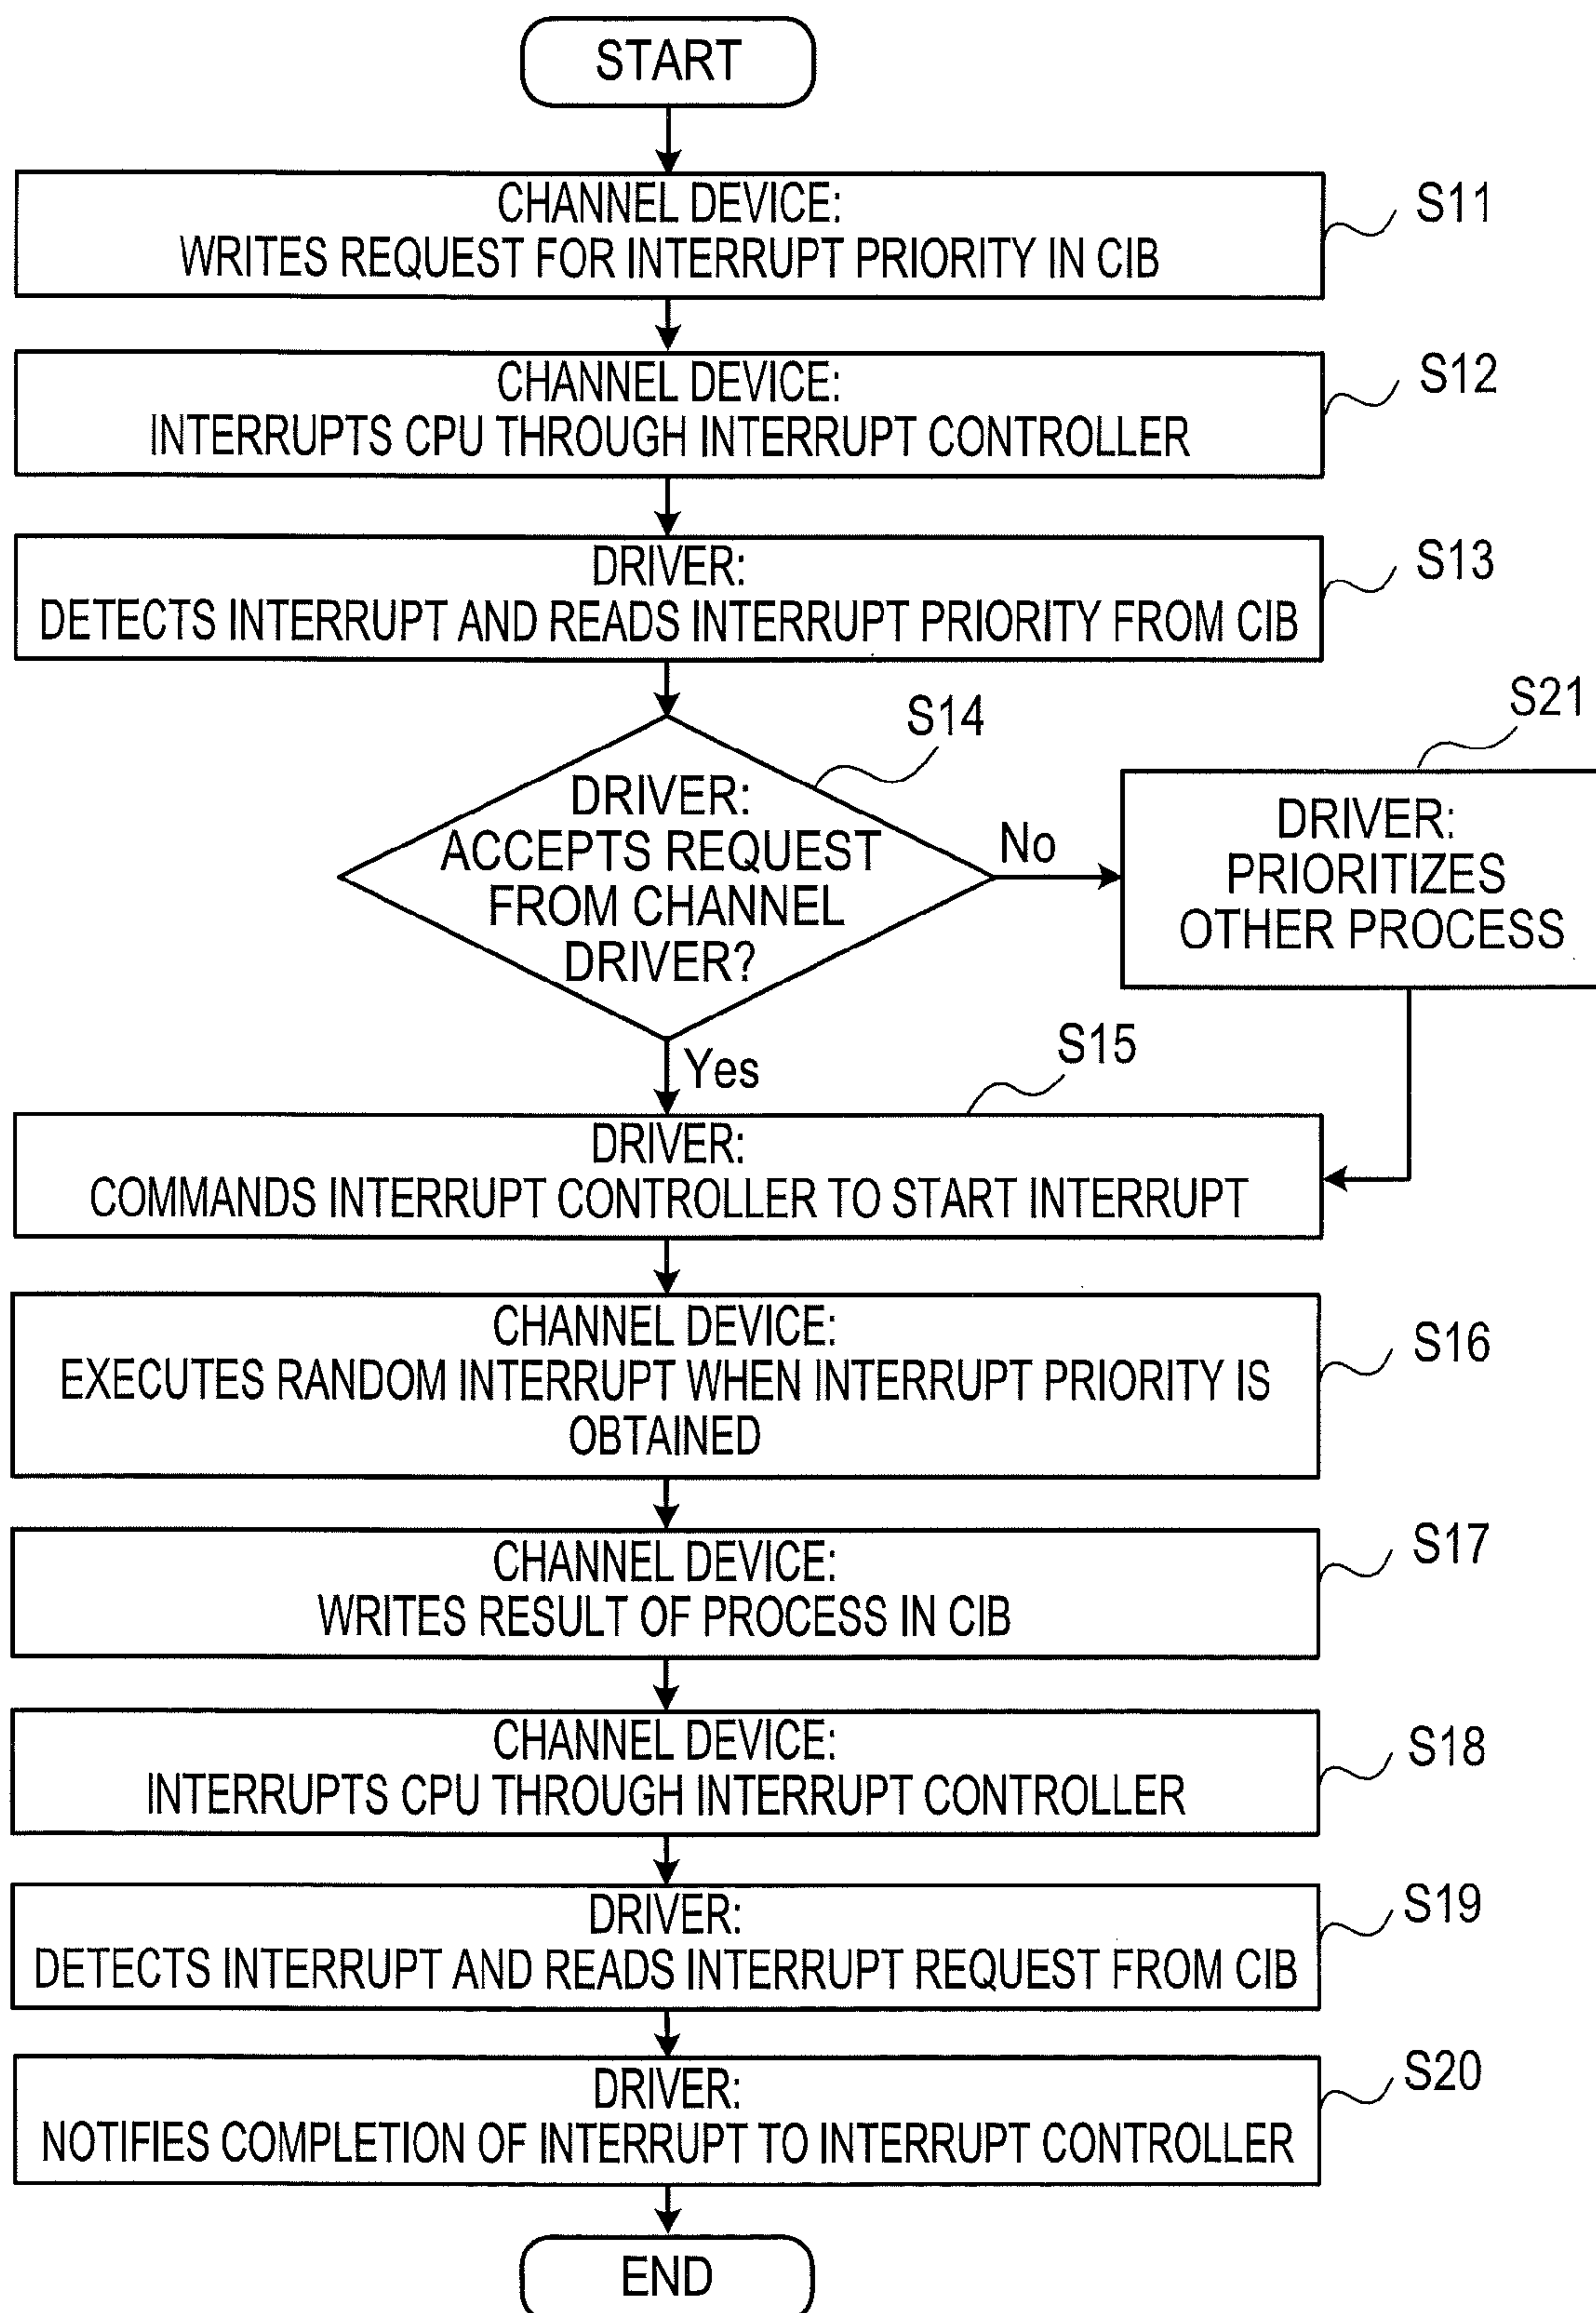 START
CHANNEL DEVICE:
WRITES REQUEST FOR INTERRUPT PRIORITY IN CIB
S11
CHANNEL DEVICE:
INTERRUPTS CPU THROUGH INTERRUPT CONTROLLER
S12
DRIVER:
DETECTS INTERRUPT AND READS INTERRUPT PRIORITY FROM CIB
S13
S14
DRIVER:
ACCEPTS REQUEST
FROM CHANNEL
DRIVER?
No
S21
DRIVER:
PRIORITIZES
OTHER PROCESS
Yes
S15
DRIVER:
COMMANDS INTERRUPT CONTROLLER TO START INTERRUPT
CHANNEL DEVICE:
EXECUTES RANDOM INTERRUPT WHEN INTERRUPT PRIORITY IS
OBTAINED
S16
CHANNEL DEVICE:
WRITES RESULT OF PROCESS IN CIB
S17
CHANNEL DEVICE:
INTERRUPTS CPU THROUGH INTERRUPT CONTROLLER
S18
DRIVER:
DETECTS INTERRUPT AND READS INTERRUPT REQUEST FROM CIB
S19
DRIVER:
NOTIFIES COMPLETION OF INTERRUPT TO INTERRUPT CONTROLLER
S20
END